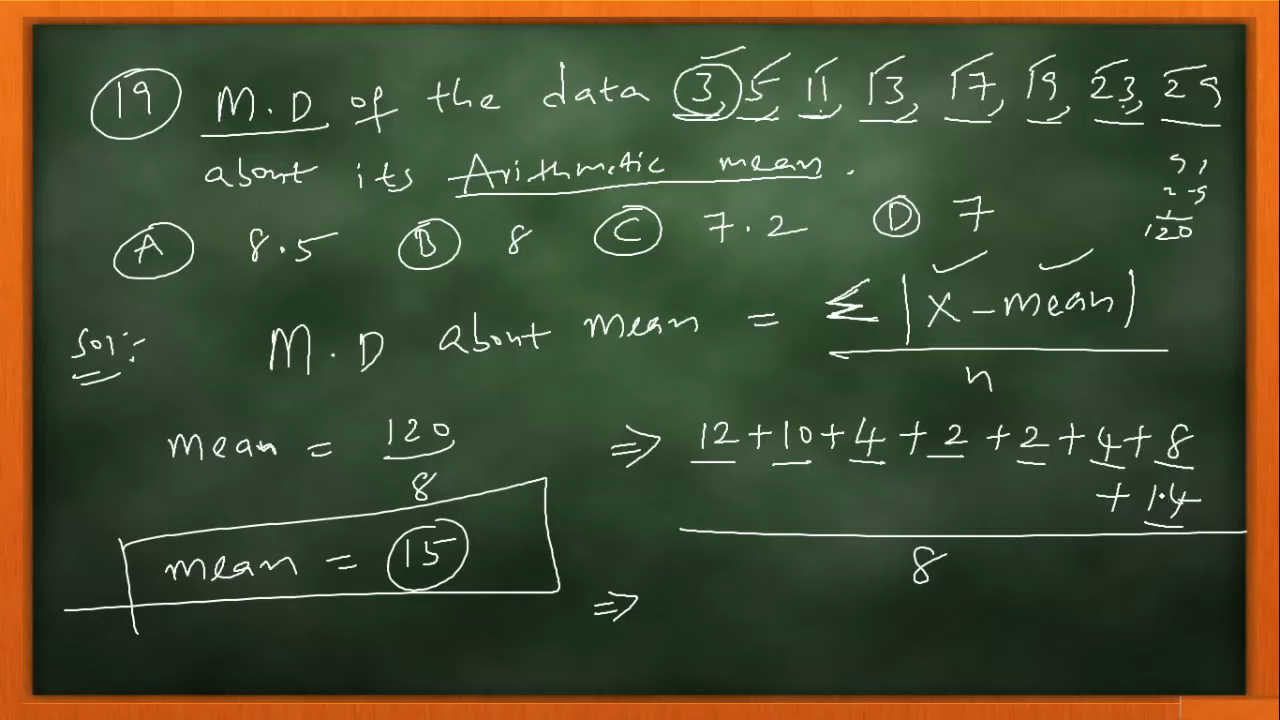 19 M.D of the data 3, 5, 11, 13, 17, 19, 23, 29
about its Arithmetic mean.
A 8.5 B 8 C 7.2 D 7
120
Sol:- M.D about mean = Σ |x - mean|
n
mean = 120
8
⇒ 12 + 10 + 4 + 2 + 2 + 4 + 8
+ 1.4
8
mean = 15
⇒